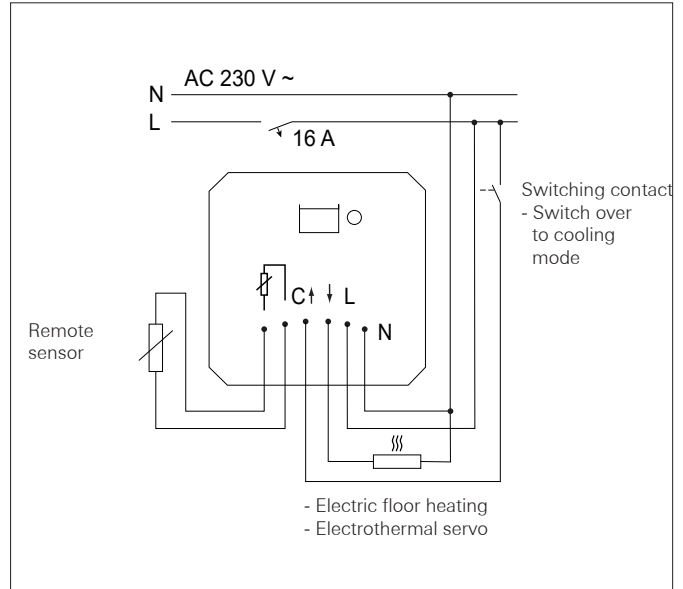 AC 230 V ~
N
L
16 A
Switching contact
- Switch over
to cooling
mode
C L
N
Remote
sensor
- Electric floor heating
- Electrothermal servo